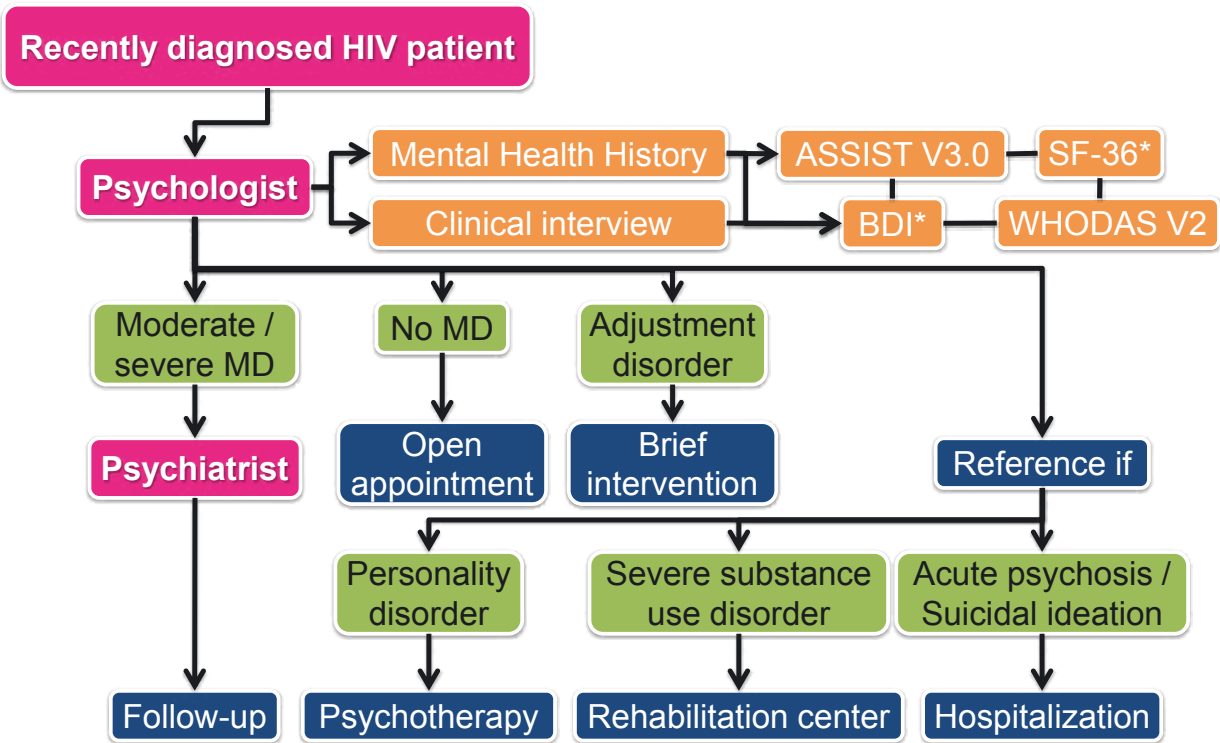 Recently diagnosed HIV patient
Psychologist
Mental Health History
Clinical interview
ASSIST V3.0
SF-36*
BDI*
WHODAS V2
Moderate /
severe MD
No MD
Adjustment
disorder
Psychiatrist
Open
appointment
Brief
intervention
Reference if
Personality
disorder
Severe substance
use disorder
Acute psychosis /
Suicidal ideation
Follow-up
Psychotherapy
Rehabilitation center
Hospitalization